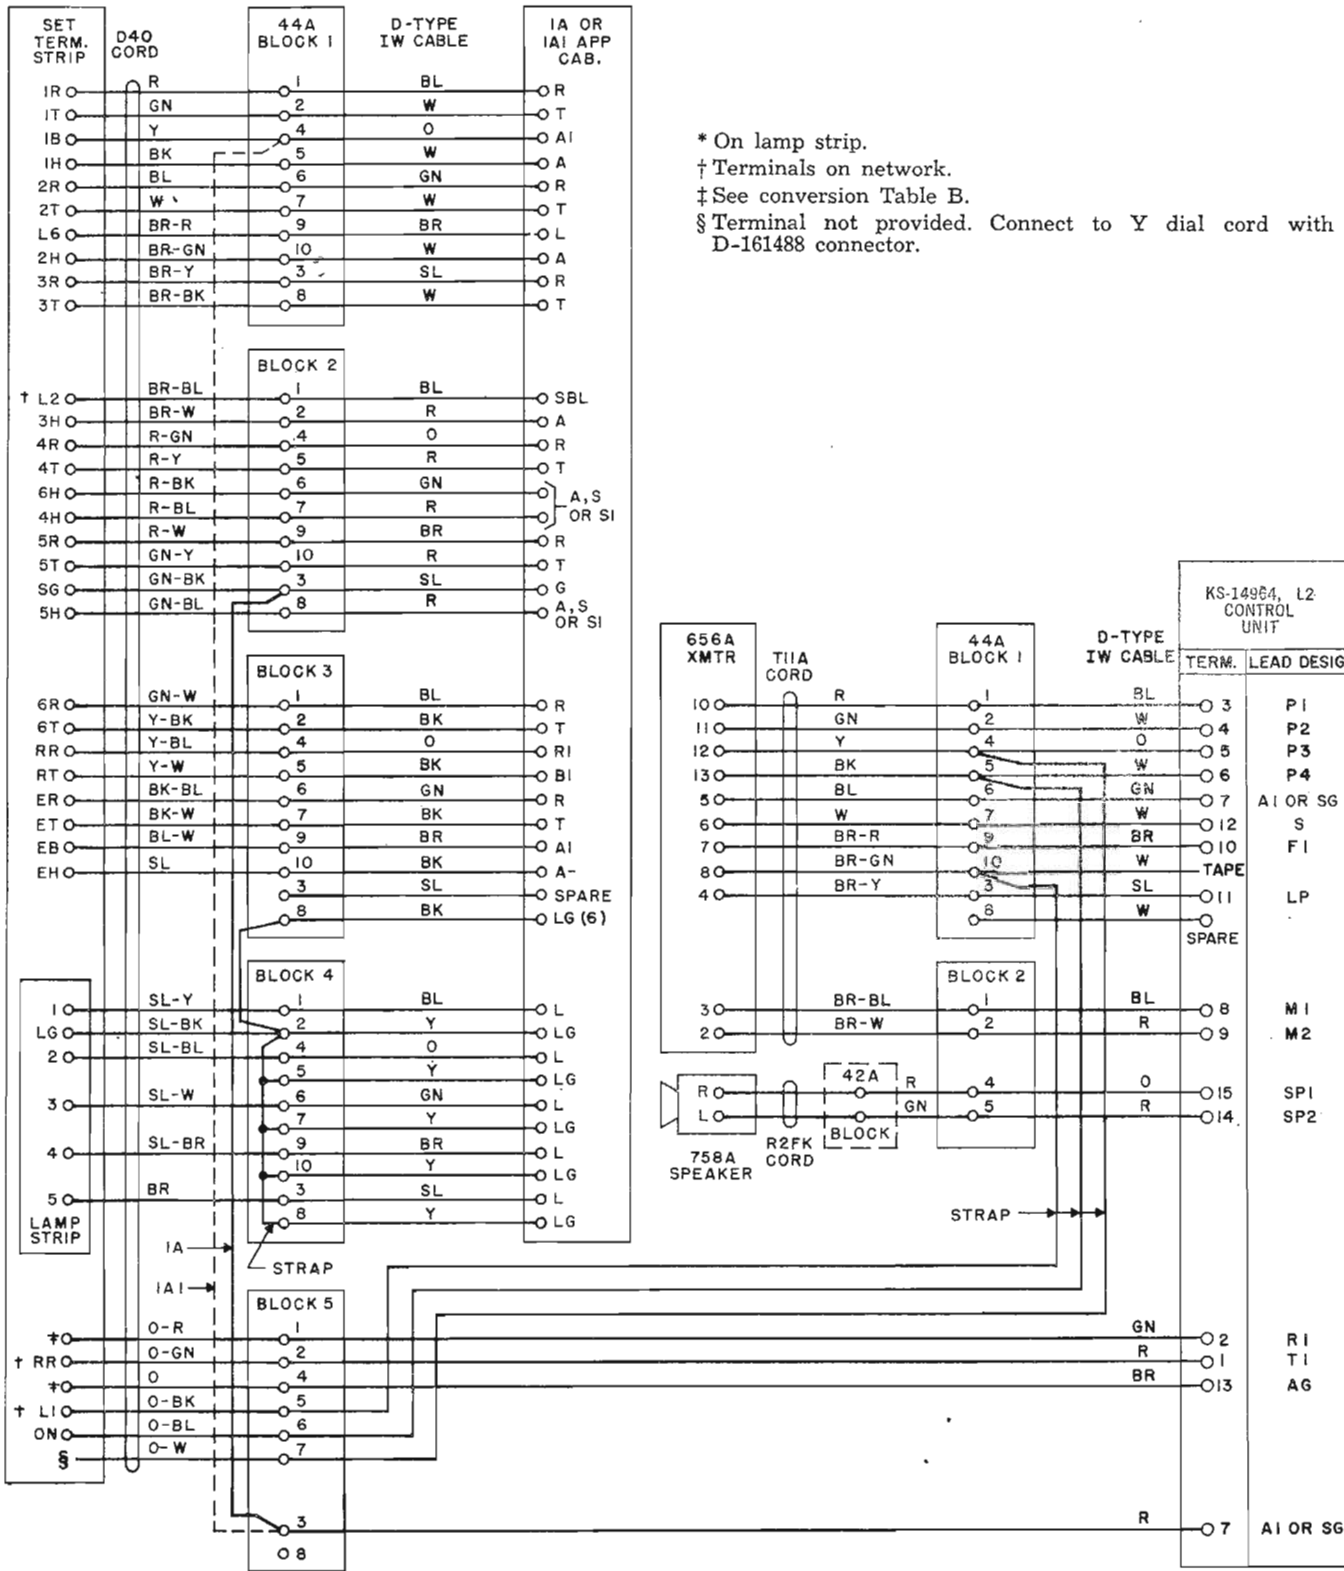 SET TERM. STRIP
D40 CORD
44A BLOCK 1
D-TYPE IW CABLE
1A OR 1A1 APP CAB.
1R R 1 BL R
1T GN 2 W T
1B Y 4 O A1
1H BK 5 W A
2R BL 6 GN R
2T W 7 W T
L6 BR-R 9 BR L
2H BR-GN 10 W A
3R BR-Y 3 SL R
3T BR-BK 8 W T
* On lamp strip.
† Terminals on network.
‡ See conversion Table B.
§ Terminal not provided. Connect to Y dial cord with
D-161488 connector.
BLOCK 2
† L2 BR-BL 1 BL SBL
3H BR-W 2 R A
4R R-GN 4 O R
4T R-Y 5 R T
6H R-BK 6 GN
4H R-BL 7 R
A, S OR S1
5R R-W 9 BR R
5T GN-Y 10 R T
SG GN-BK 3 SL G
5H GN-BL 8 R A, S OR S1
BLOCK 3
6R GN-W 1 BL R
6T Y-BK 2 BK T
RR Y-BL 4 O R1
RT Y-W 5 BK B1
ER BK-BL 6 GN R
ET BK-W 7 BK T
EB BL-W 9 BR A1
EH SL 10 BK A-
3 SL SPARE
8 BK LG (6)
BLOCK 4
1 SL-Y 1 BL L
LG SL-BK 2 Y LG
2 SL-BL 4 O L
5 Y LG
3 SL-W 6 GN L
7 Y LG
4 SL-BR 9 BR L
10 Y LG
5 BR 3 SL L
8 Y LG
LAMP STRIP
1A
STRAP
1A1
BLOCK 5
‡ O-R 1 GN 2 R1
† RR O-GN 2 R 1 T1
‡ O 4 BR 13 AG
† L1 O-BK 5
ON O-BL 6
§ O-W 7
3 R 7 A1 OR SG
8
656A XMTR
T11A CORD
44A BLOCK 1
D-TYPE IW CABLE
KS-14964, L2 CONTROL UNIT
TERM. LEAD DESIG
10 R 1 BL 3 P1
11 GN 2 W 4 P2
12 Y 4 O 5 P3
13 BK 5 W 6 P4
5 BL 6 GN 7 A1 OR SG
6 W 7 W 12 S
7 BR-R 9 BR 10 F1
8 BR-GN 10 W TAPE
4 BR-Y 3 SL 11 LP
8 W SPARE
BLOCK 2
3 BR-BL 1 BL 8 M1
2 BR-W 2 R 9 M2
42A BLOCK
R R 4 O 15 SP1
L GN 5 R 14 SP2
758A SPEAKER
R2FK CORD
STRAP